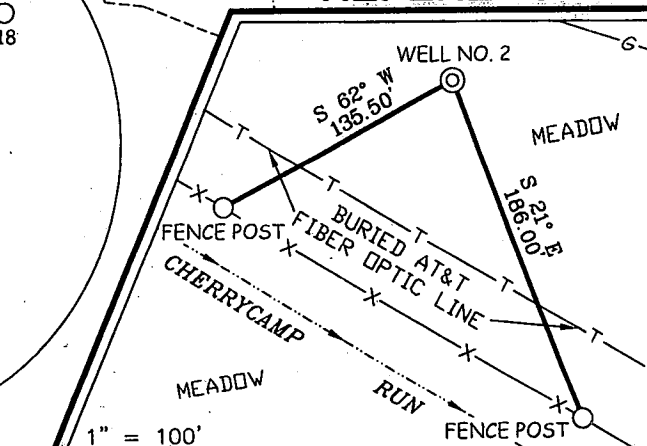 18
WELL NO. 2
G
S 62° W
135.50'
MEADOW
T
T
S 21° E
186.00'
X
FENCE POST
BURIED AT&T
FIBER OPTIC LINE
T
T
T
X
X
X
X
CHERRYCAMP
RUN
MEADOW
FENCE POST
1" = 100'